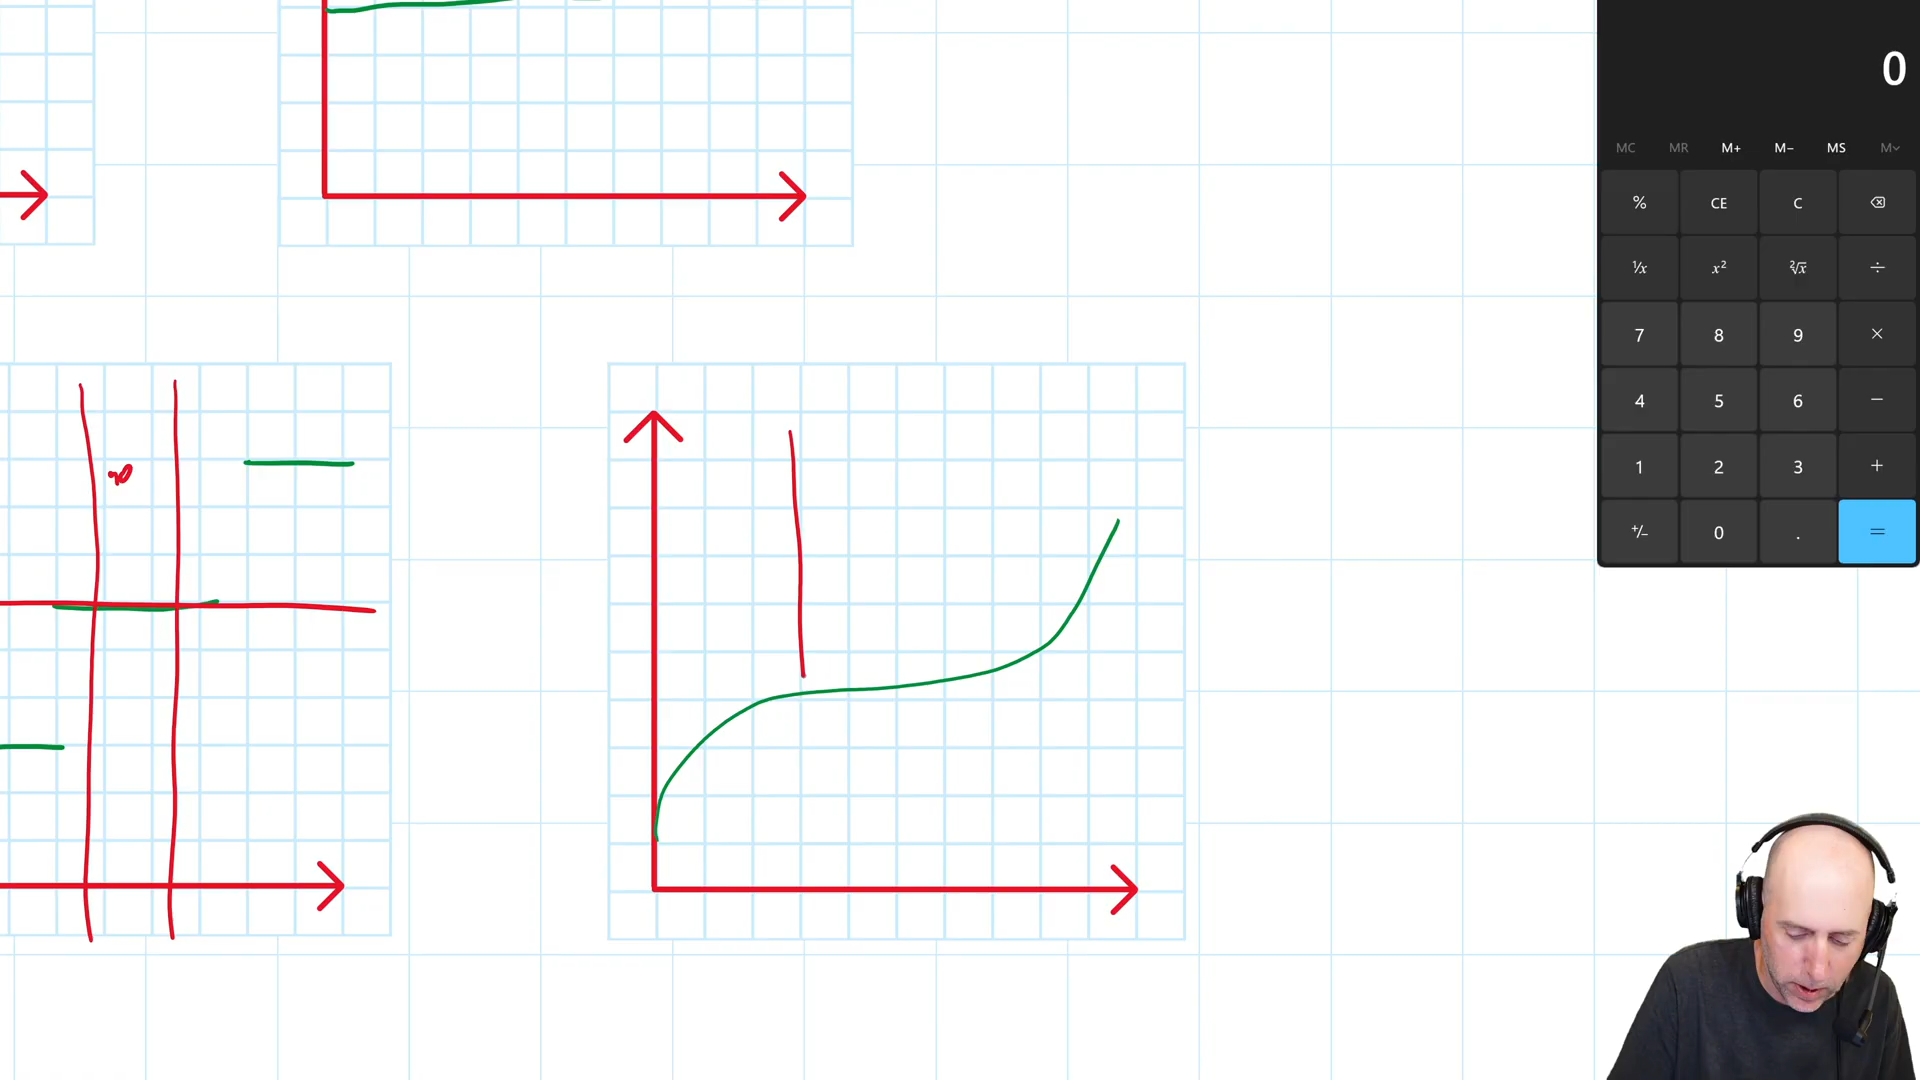 0
MC MR M+ M− MS M˅
% CE C
¹/x x² ²√x ÷
7 8 9 ×
4 5 6 −
1 2 3 +
+/− 0 . =